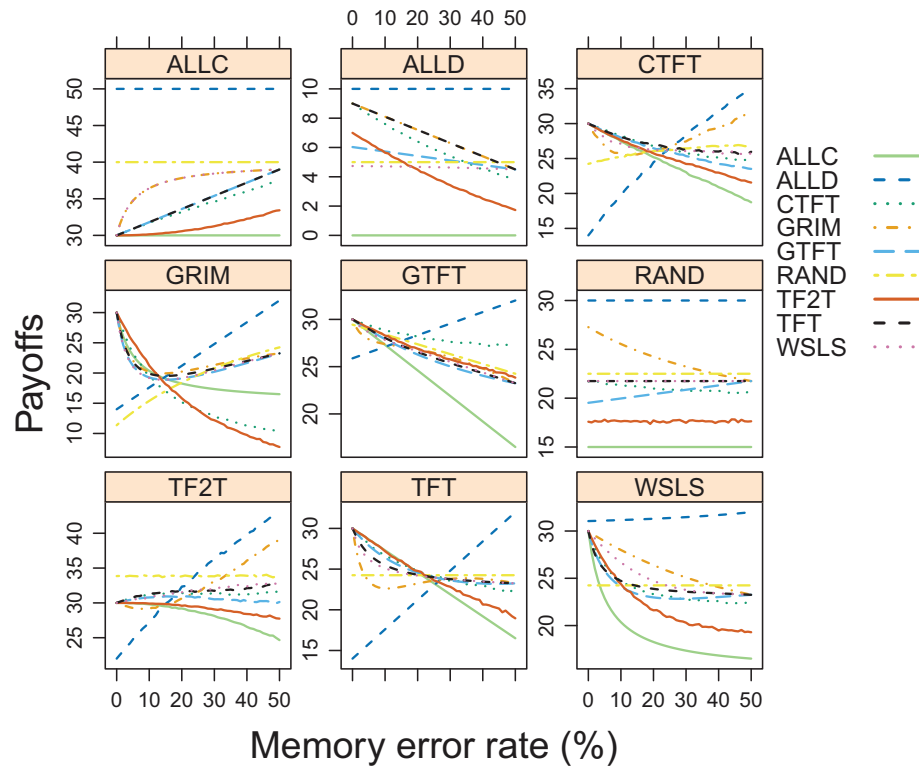 0 10 20 30 40 50
ALLC ALLD CTFT
30 35 40 45 50
0 2 4 6 8 10
15 20 25 30 35
ALLC
ALLD
CTFT
GRIM
GTFT
RAND
TF2T
TFT
WSLS
GRIM GTFT RAND
10 15 20 25 30
20 25 30
15 20 25 30
Payoffs
TF2T TFT WSLS
25 30 35 40
15 20 25 30
20 25 30
0 10 20 30 40 50
0 10 20 30 40 50
0 10 20 30 40 50
Memory error rate (%)